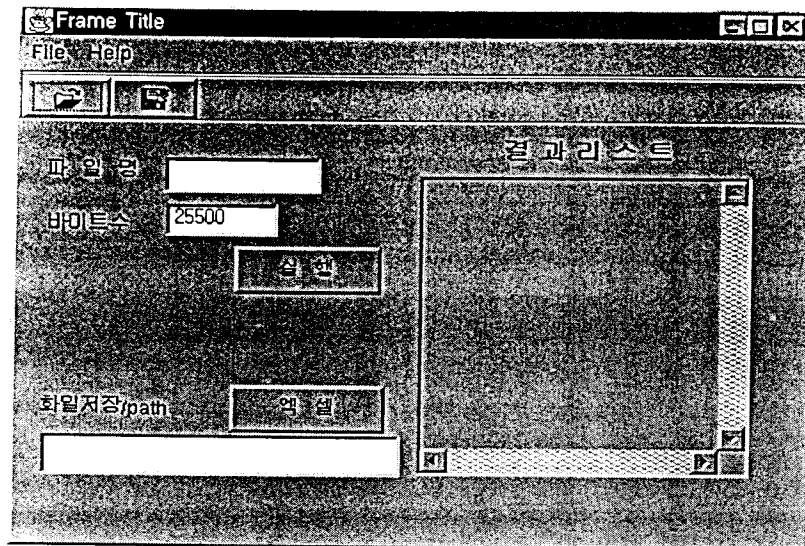 Frame Title
File Help
파 일 명
바이트수 25500
실 행
화일저장/path
엑 셀
결 과 리 스 트